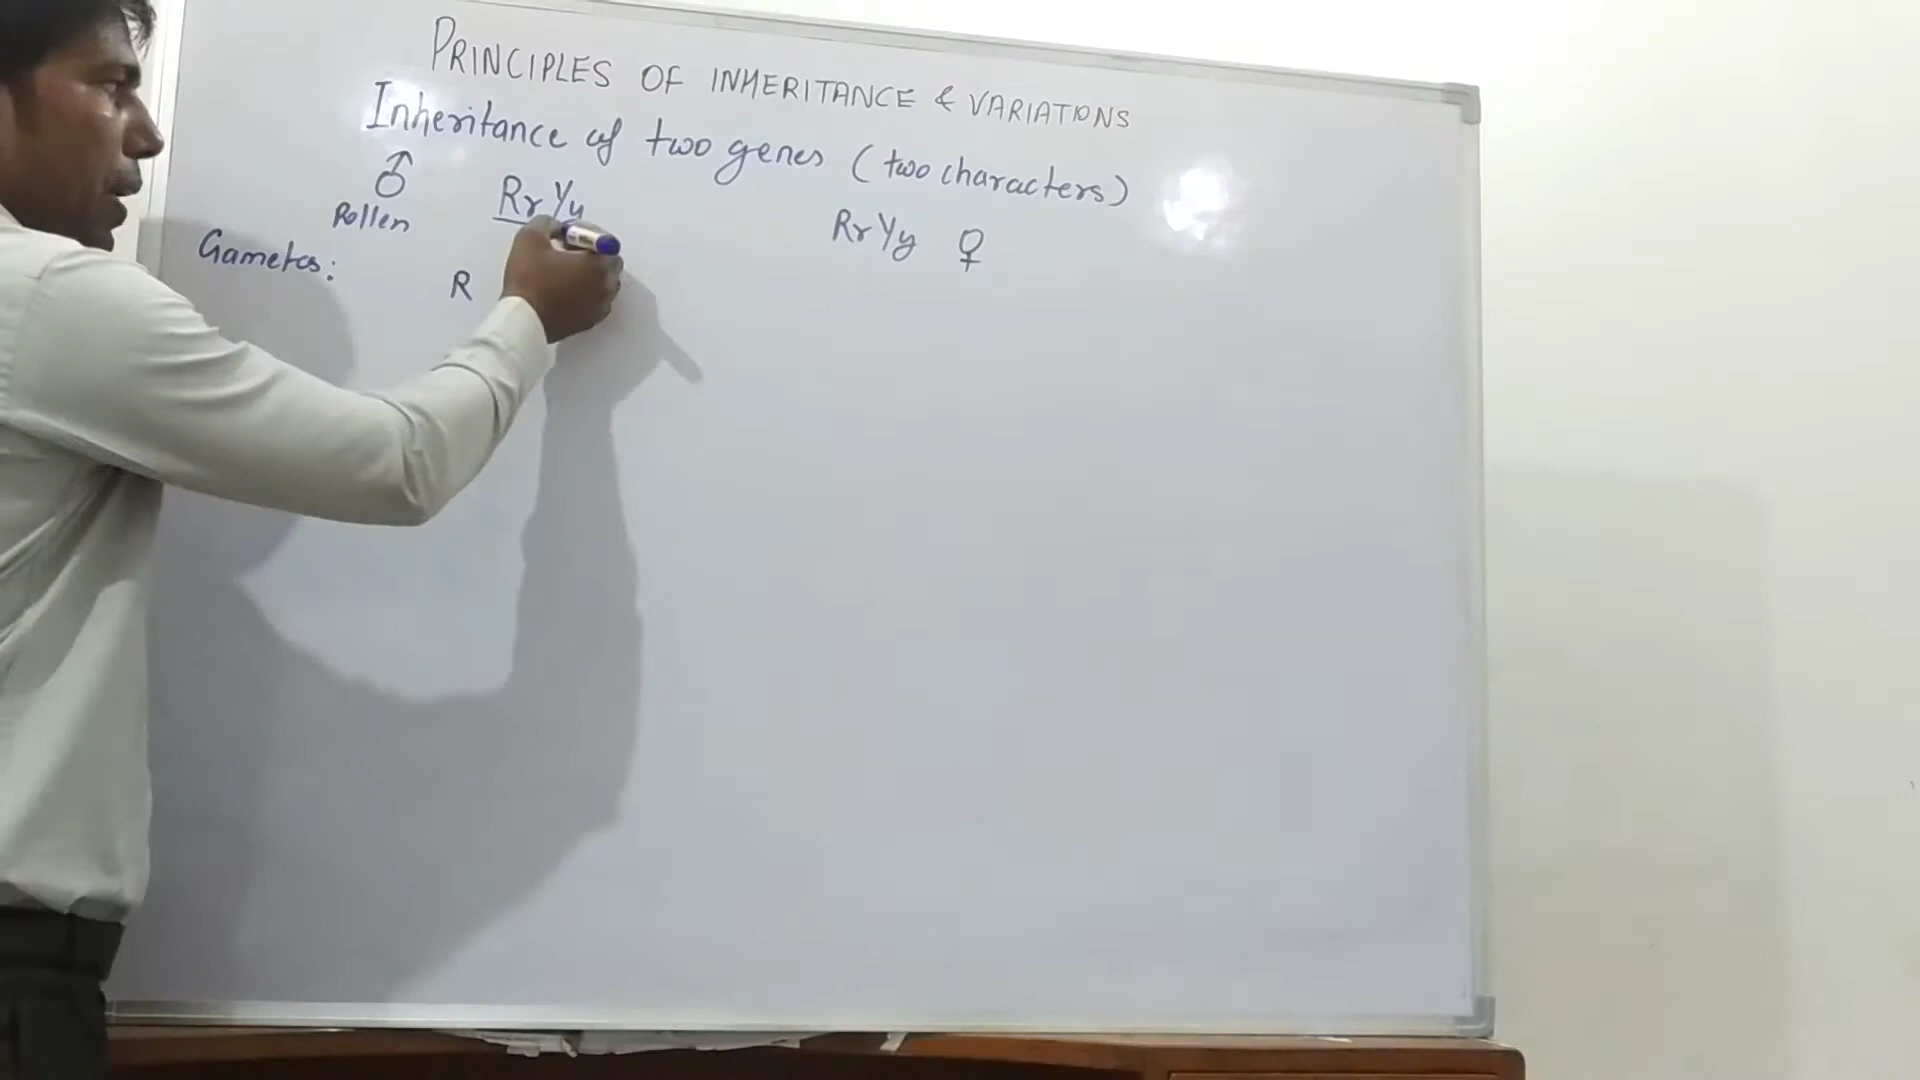 PRINCIPLES OF INHERITANCE & VARIATIONS
Inheritance of two genes (two characters)
♂ RrYy RrYy ♀
Pollen
Gametes: R